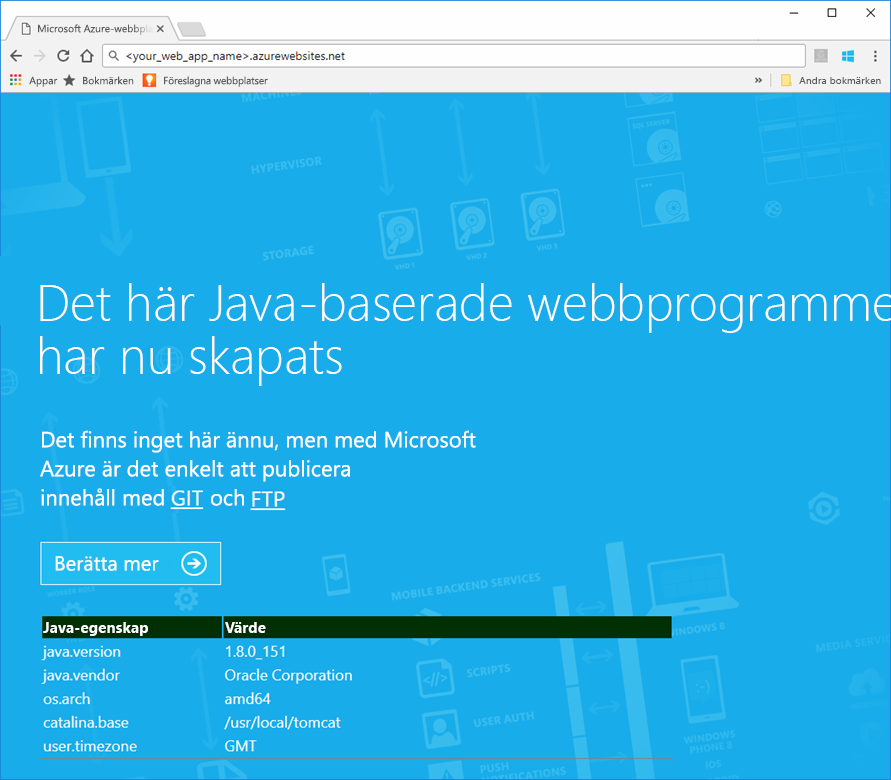 Microsoft Azure-webbpla
<your_web_app_name>.azurewebsites.net
Appar Bokmärken Föreslagna webbplatser » Andra bokmärken
MACHINES
SQL SERVER
HYPERVISOR
STORAGE
VHD 1 VHD 2 VHD 3
Det här Java-baserade webbprogramme
har nu skapats
Det finns inget här ännu, men med Microsoft
Azure är det enkelt att publicera
innehåll med GIT och FTP
Berätta mer
WORKER ROLE
MOBILE BACKEND SERVICES
WINDOWS 8
Java-egenskap Värde
java.version 1.8.0_151
java.vendor Oracle Corporation
os.arch amd64
catalina.base /usr/local/tomcat
user.timezone GMT
MEDIA SERVIC
</> SCRIPTS
USER AUTH
WINDOWS
PHONE 8
iOS
PUSH
NOTIFICATIONS